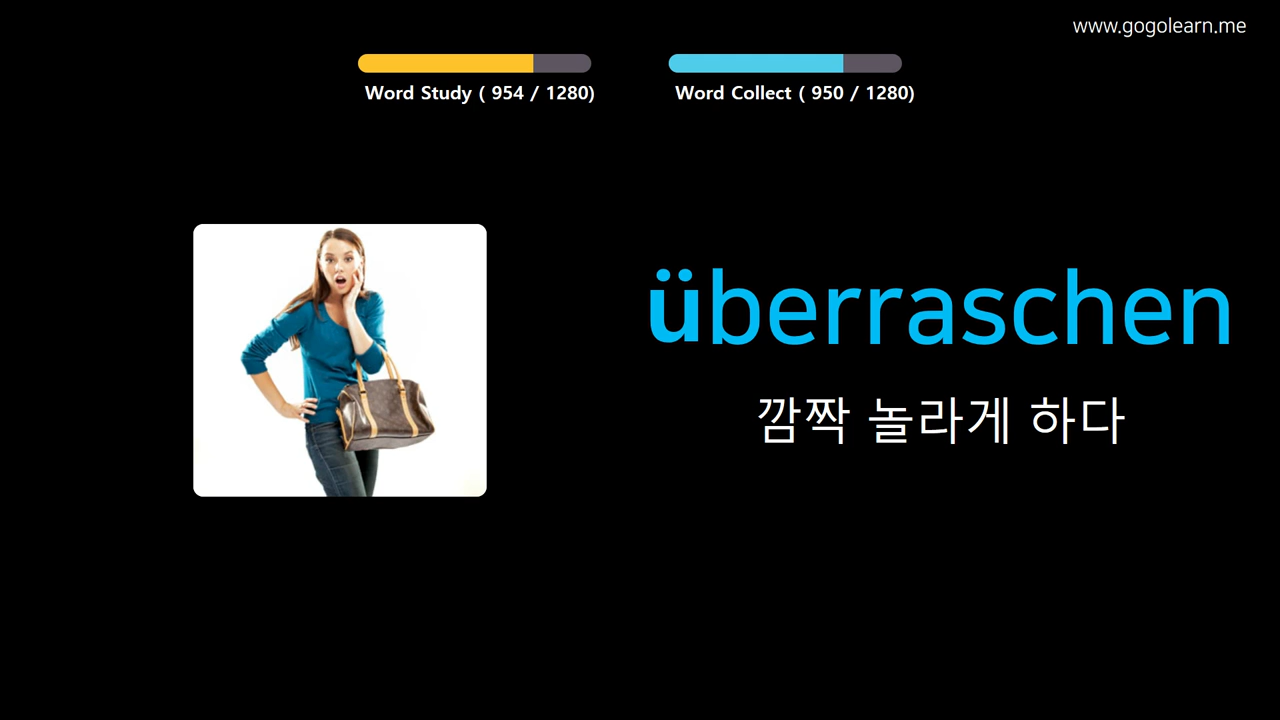 www.gogolearn.me
Word Study ( 954 / 1280)
Word Collect ( 950 / 1280)
überraschen
깜짝 놀라게 하다